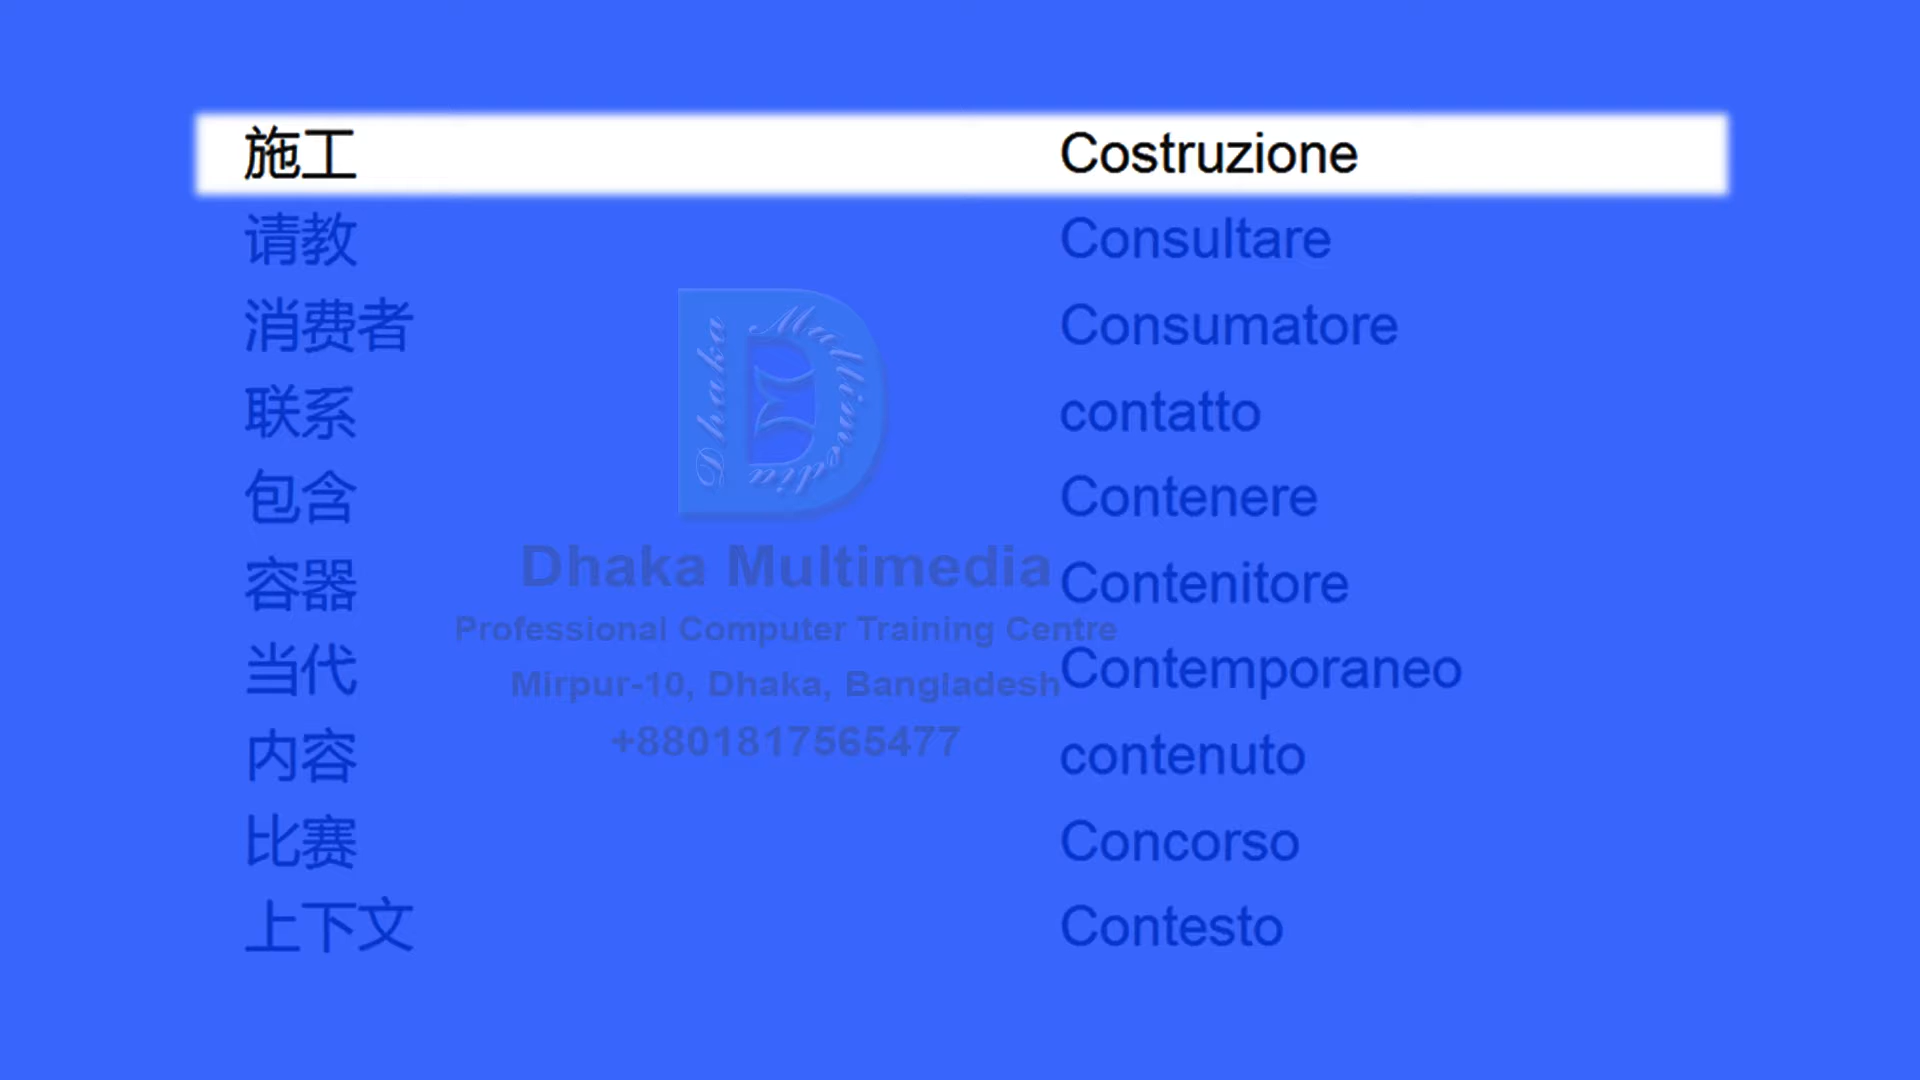 施工 Costruzione
请教 Consultare
消费者 Consumatore
联系 contatto
包含 Contenere
容器 Contenitore
当代 Contemporaneo
内容 contenuto
比赛 Concorso
上下文 Contesto
Dhaka Multimedia
Dhaka Multimedia
Professional Computer Training Centre
Mirpur-10, Dhaka, Bangladesh
+8801817565477